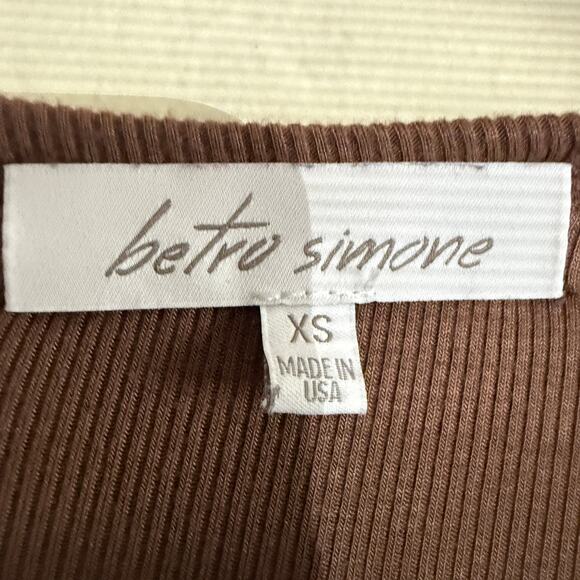 betro simone
XS
MADE IN
USA